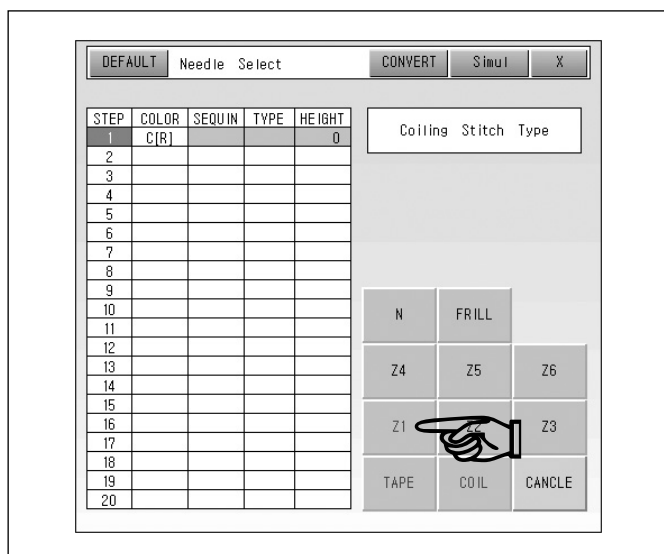 DEFAULT Needle Select CONVERT Simul X
STEP COLOR SEQUIN TYPE HEIGHT
Coiling Stitch Type
1 C[R] 0
2
3
4
5
6
7
8
9
10
11
12
13
14
15
16
17
18
19
20
N FRILL
Z4 Z5 Z6
Z1 Z2 Z3
TAPE COIL CANCLE